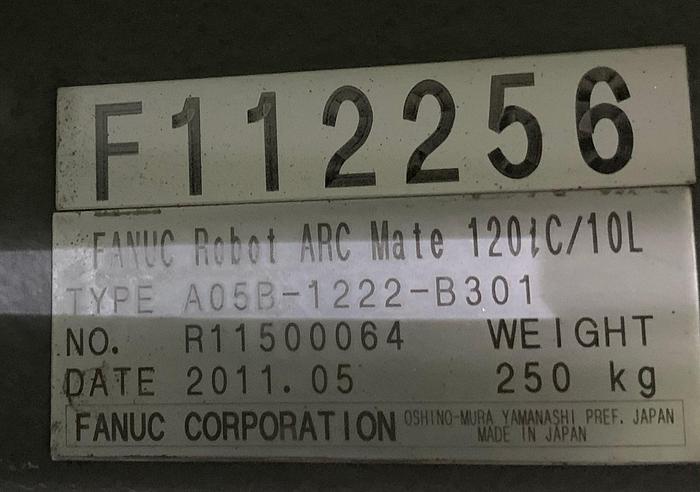 F112256
FANUC Robot ARC Mate 120iC/10L
TYPE A05B-1222-B301
NO. R11500064 WEIGHT
DATE 2011.05 250 kg
FANUC CORPORATION OSHINO-MURA YAMANASHI PREF. JAPAN
MADE IN JAPAN